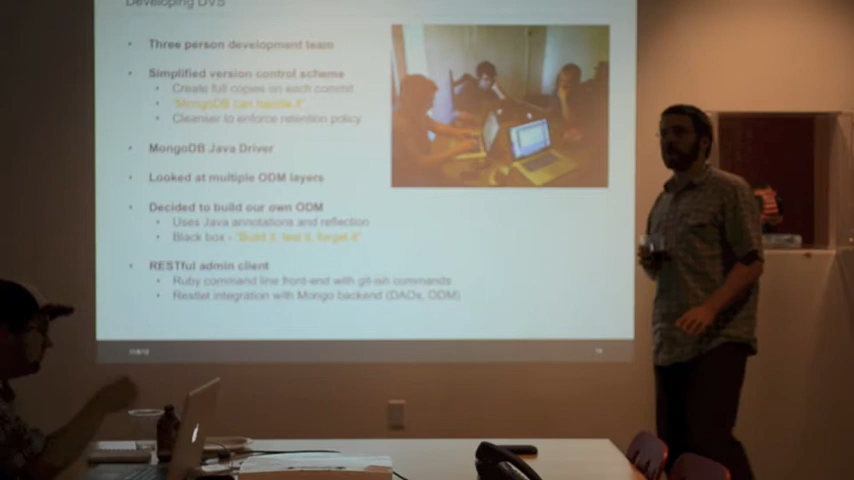 Developing DVS
• Three person development team
• Simplified version control scheme
• Create full copies on each commit
• "MongoDB can handle it"
• Cleanser to enforce retention policy
• MongoDB Java Driver
• Looked at multiple ODM layers
• Decided to build our own ODM
• Uses Java annotations and reflection
• Black box - "Build it, test it, forget it"
• RESTful admin client
• Ruby command line front-end with git-ish commands
• Restlet integration with Mongo backend (DAOs, ODM)